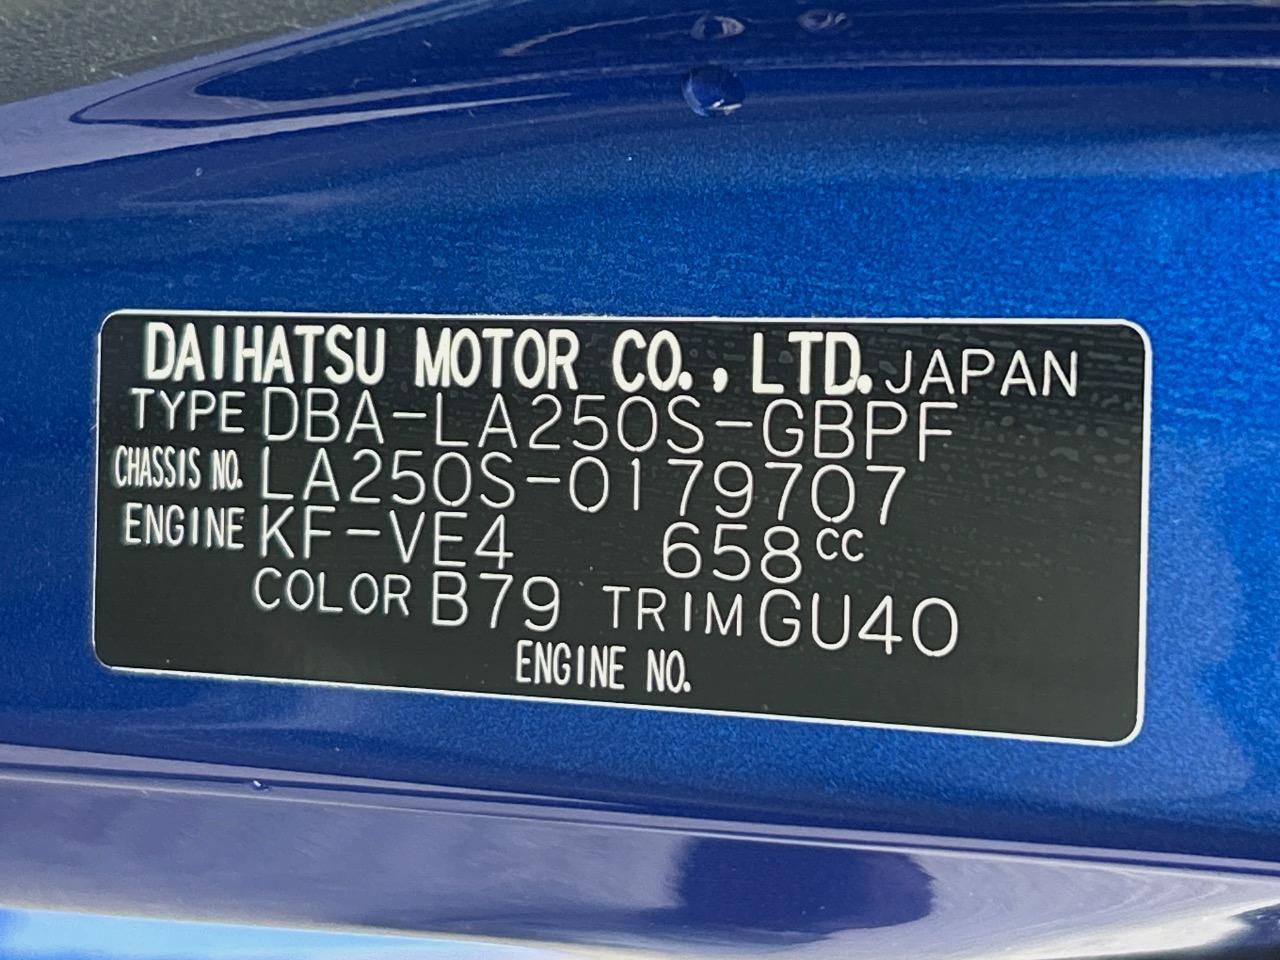 DAIHATSU MOTOR CO., LTD. JAPAN
TYPE DBA-LA250S-GBPF
CHASSIS NO. LA250S-0179707
ENGINE KF-VE4 658cc
COLOR B79 TRIM GU40
ENGINE NO.